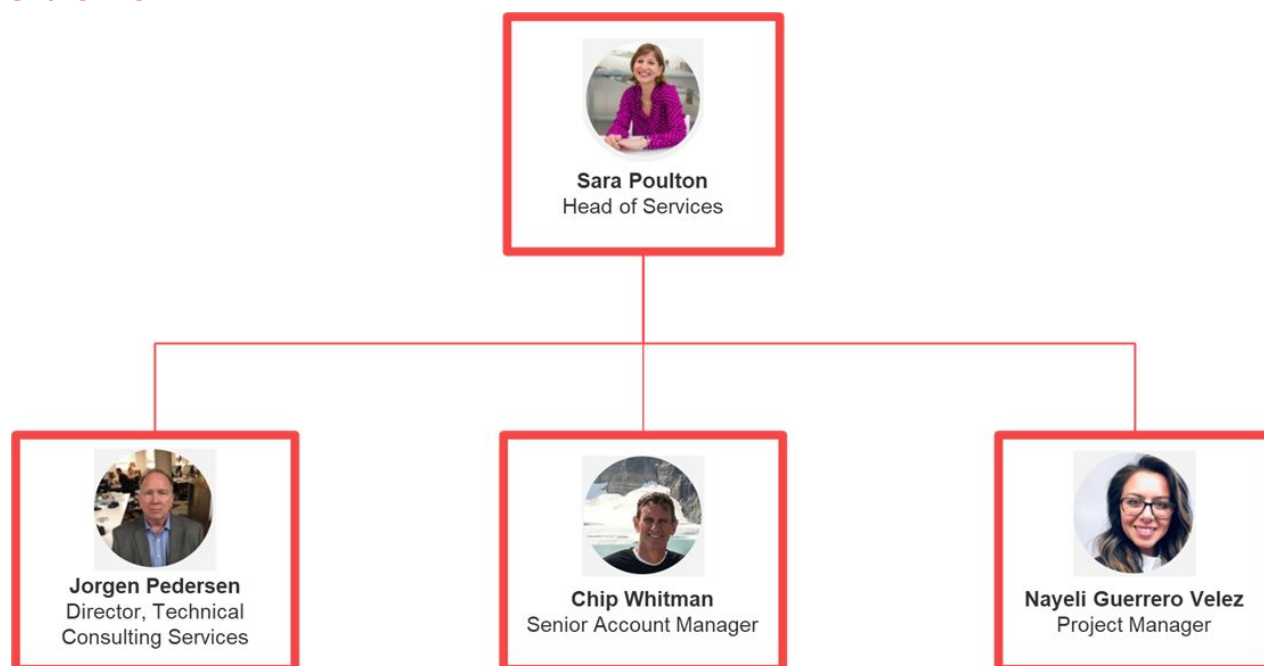 Sara Poulton
Head of Services
Jorgen Pedersen
Director, Technical
Consulting Services
Chip Whitman
Senior Account Manager
Nayeli Guerrero Velez
Project Manager